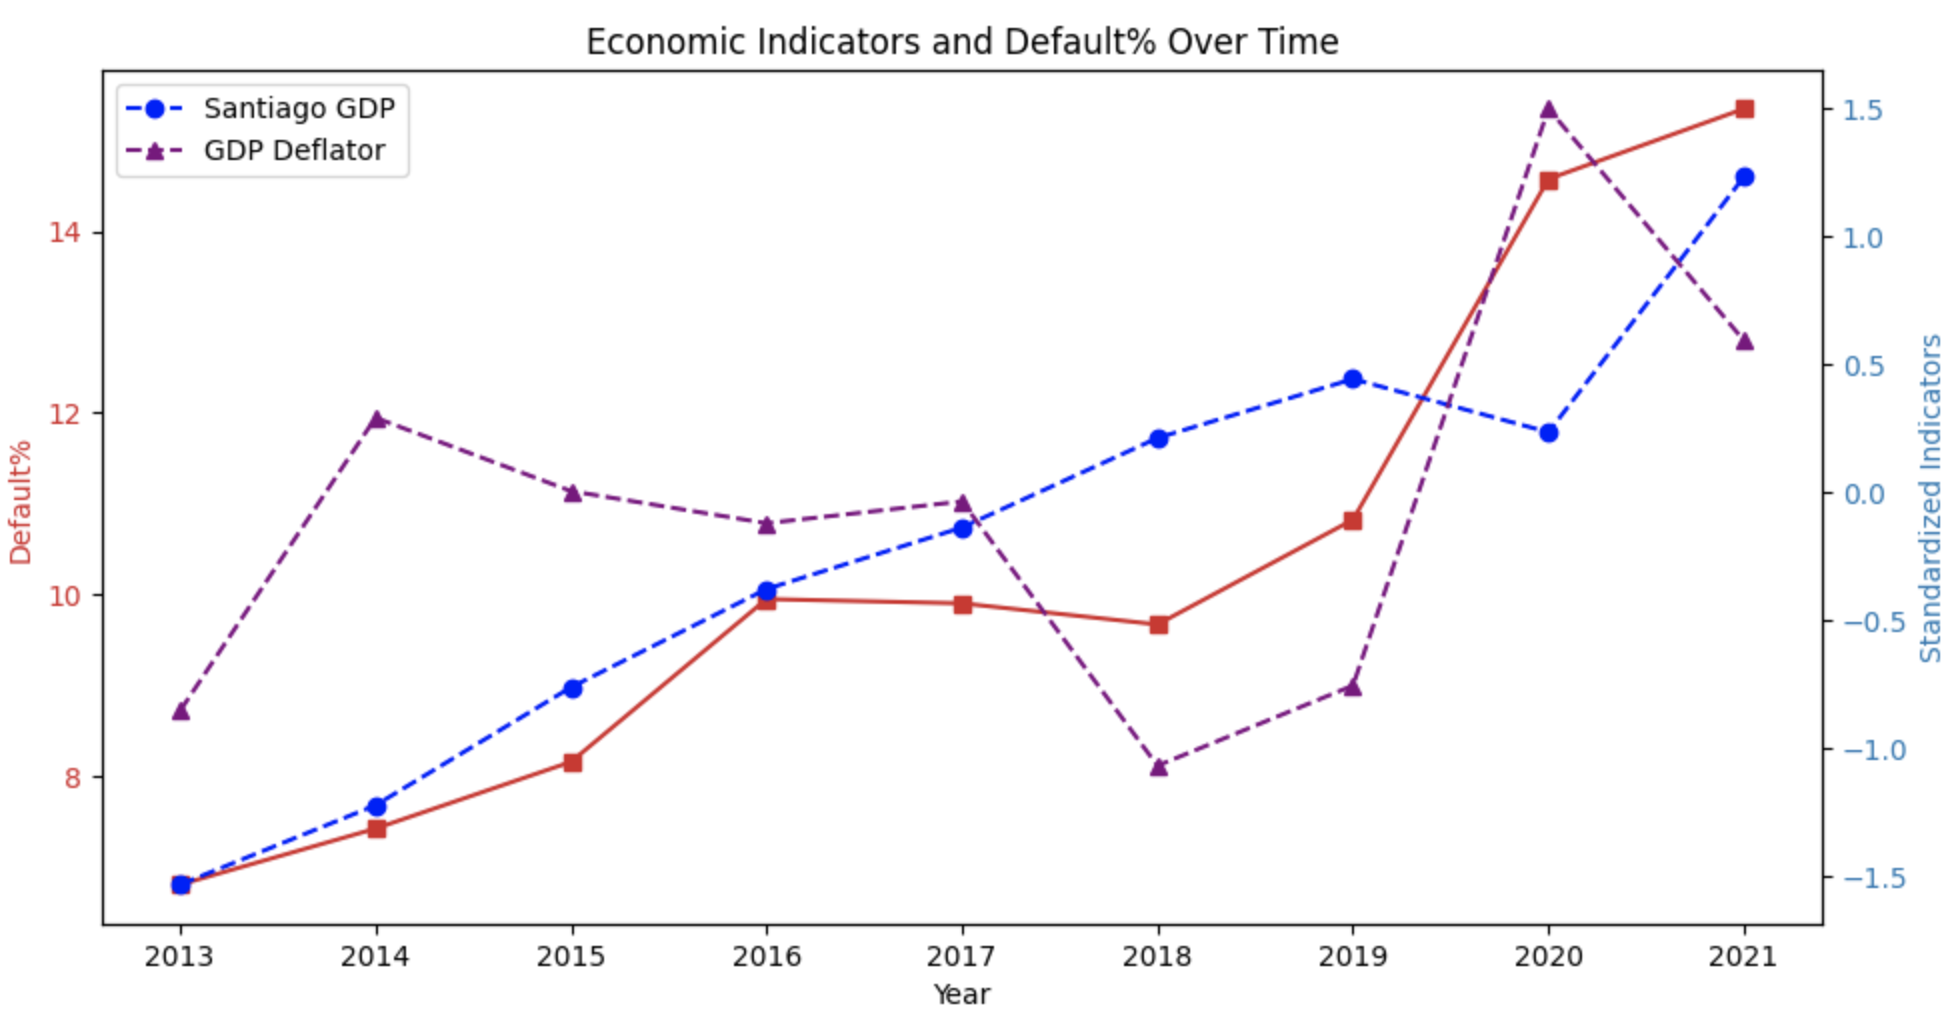 Economic Indicators and Default% Over Time
Santiago GDP
GDP Deflator
Default%
14
12
10
8
1.5
1.0
0.5
0.0
−0.5
−1.0
−1.5
Standardized Indicators
2013 2014 2015 2016 2017 2018 2019 2020 2021
Year